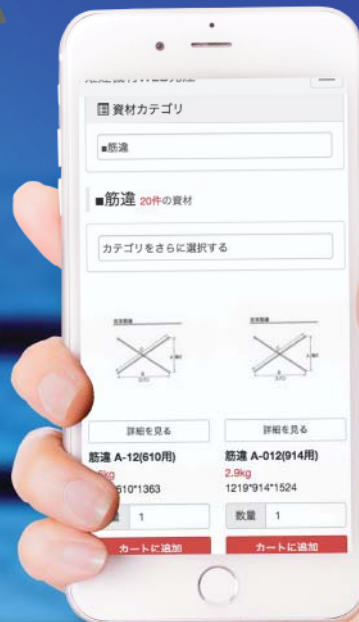 資材カテゴリ
■筋違
■筋違 20件の資材
カテゴリをさらに選択する
詳細を見る
詳細を見る
筋違 A-12(610用)
筋違 A-012(914用)
2.9kg
610*1363
1219*914*1524
数量 1
数量 1
カートに追加
カートに追加